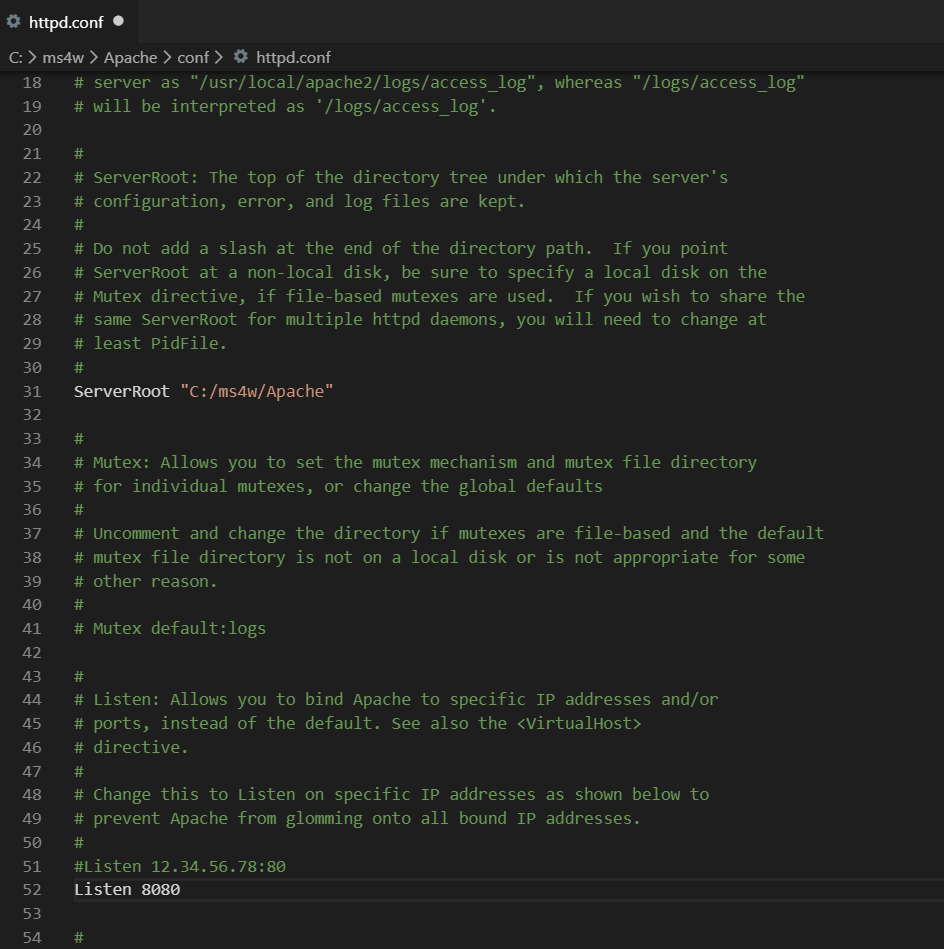 httpd.conf
C: > ms4w > Apache > conf > httpd.conf
18 # server as "/usr/local/apache2/logs/access_log", whereas "/logs/access_log"
19 # will be interpreted as '/logs/access_log'.
20
21 #
22 # ServerRoot: The top of the directory tree under which the server's
23 # configuration, error, and log files are kept.
24 #
25 # Do not add a slash at the end of the directory path.  If you point
26 # ServerRoot at a non-local disk, be sure to specify a local disk on the
27 # Mutex directive, if file-based mutexes are used.  If you wish to share the
28 # same ServerRoot for multiple httpd daemons, you will need to change at
29 # least PidFile.
30 #
31 ServerRoot "C:/ms4w/Apache"
32
33 #
34 # Mutex: Allows you to set the mutex mechanism and mutex file directory
35 # for individual mutexes, or change the global defaults
36 #
37 # Uncomment and change the directory if mutexes are file-based and the default
38 # mutex file directory is not on a local disk or is not appropriate for some
39 # other reason.
40 #
41 # Mutex default:logs
42
43 #
44 # Listen: Allows you to bind Apache to specific IP addresses and/or
45 # ports, instead of the default. See also the <VirtualHost>
46 # directive.
47 #
48 # Change this to Listen on specific IP addresses as shown below to
49 # prevent Apache from glomming onto all bound IP addresses.
50 #
51 #Listen 12.34.56.78:80
52 Listen 8080
53
54 #